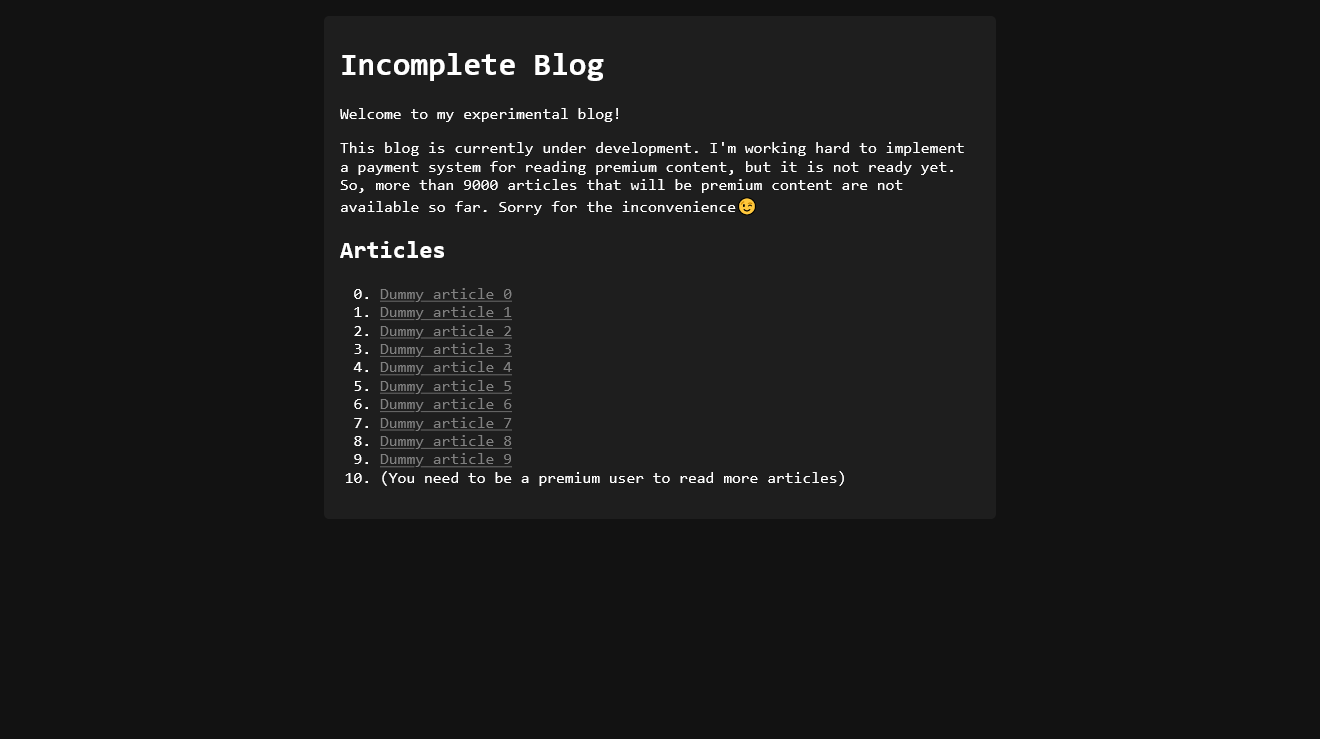 Incomplete Blog
Welcome to my experimental blog!
This blog is currently under development. I'm working hard to implement
a payment system for reading premium content, but it is not ready yet.
So, more than 9000 articles that will be premium content are not
available so far. Sorry for the inconvenience😉
Articles
0. Dummy article 0
1. Dummy article 1
2. Dummy article 2
3. Dummy article 3
4. Dummy article 4
5. Dummy article 5
6. Dummy article 6
7. Dummy article 7
8. Dummy article 8
9. Dummy article 9
10. (You need to be a premium user to read more articles)